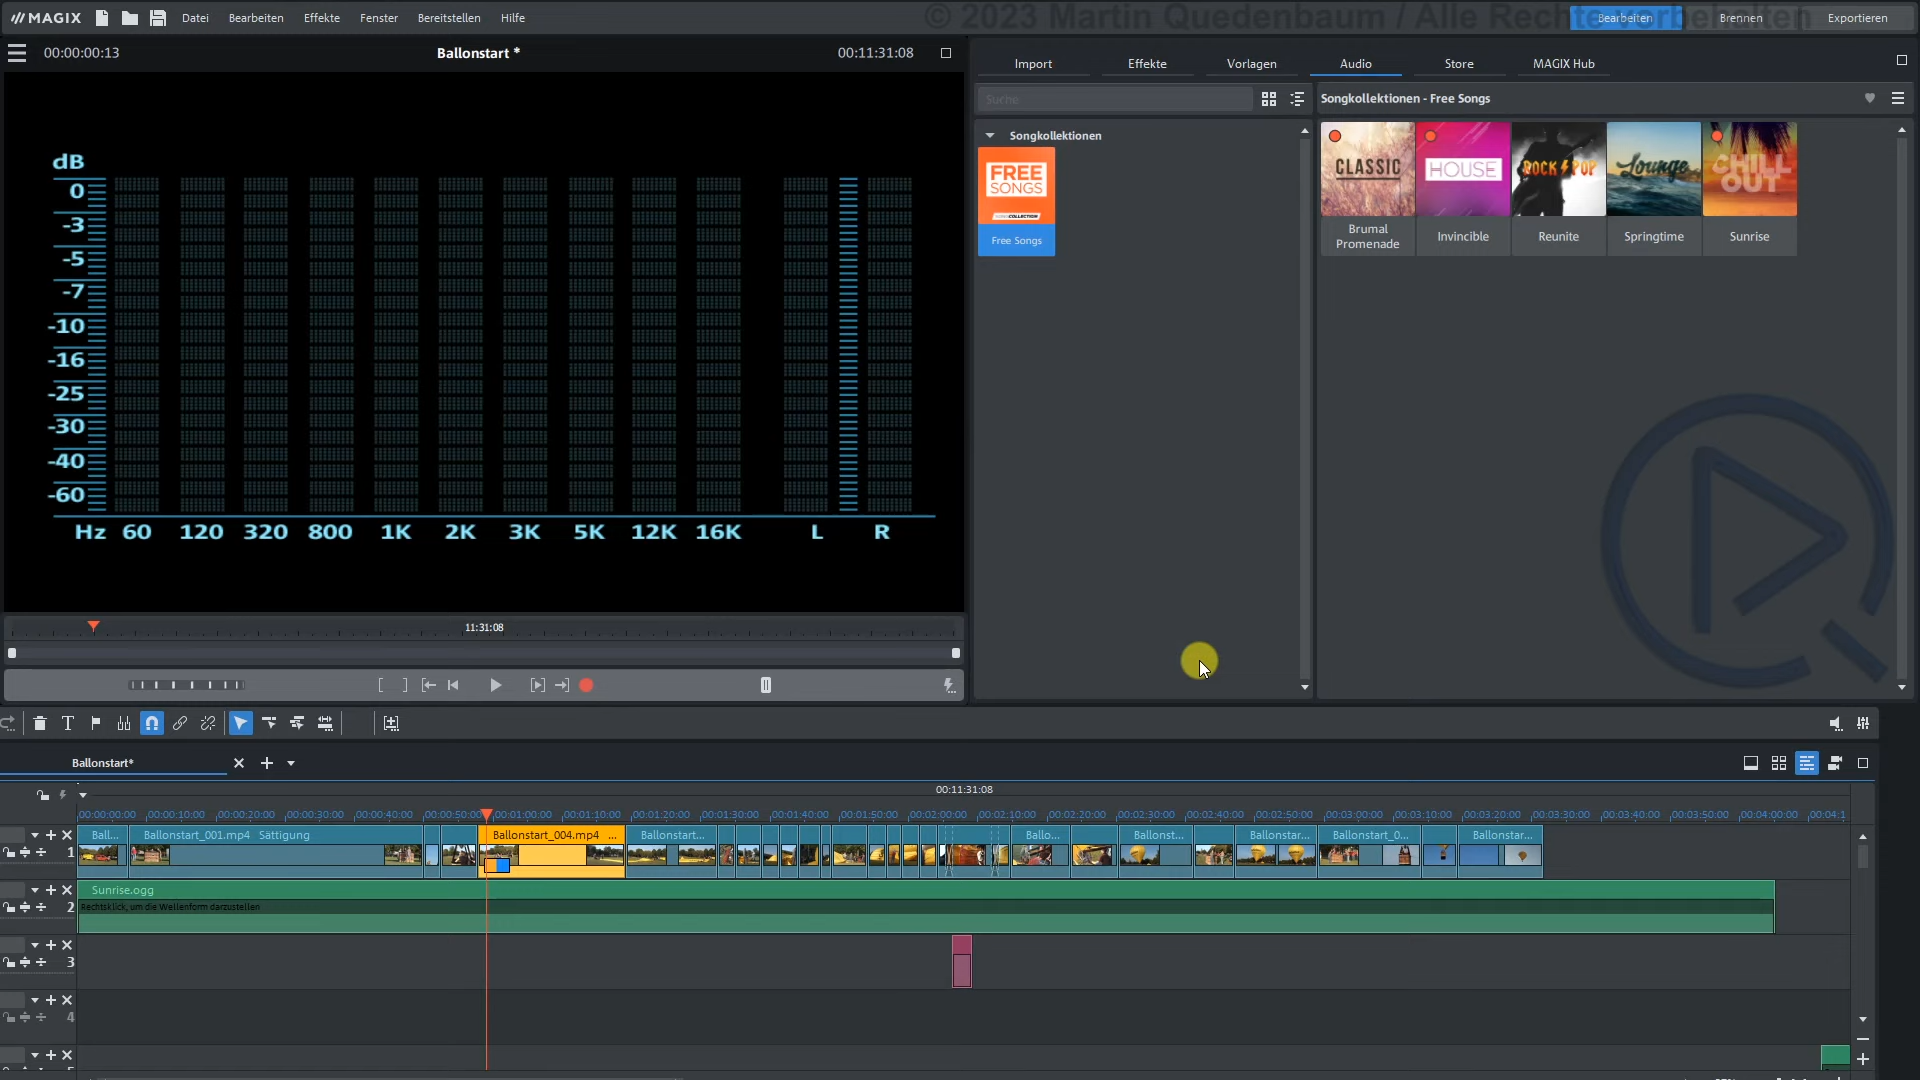 MAGIX Datei Bearbeiten Effekte Fenster Bereitstellen Hilfe
© 2023 Martin Quedenbaum / Alle Rechte vorbehalten
Bearbeiten Brennen Exportieren
00:00:00:13 Ballonstart * 00:11:31:08
Import Effekte Vorlagen Audio Store MAGIX Hub
Suche
Songkollektionen - Free Songs
Songkollektionen
FREE
SONGS
Free Songs
CLASSIC
Brumal
Promenade
HOUSE
Invincible
ROCK POP
Reunite
Lounge
Springtime
CHILL
OUT
Sunrise
dB
0
-3
-5
-7
-10
-16
-25
-30
-40
-60
Hz 60 120 320 800 1K 2K 3K 5K 12K 16K L R
11:31:08
Ballonstart*
00:11:31:08
00:00:00:00 00:00:10:00 00:00:20:00 00:00:30:00 00:00:40:00 00:00:50:00 00:01:00:00 00:01:10:00 00:01:20:00 00:01:30:00 00:01:40:00 00:01:50:00 00:02:00:00 00:02:10:00 00:02:20:00 00:02:30:00 00:02:40:00 00:02:50:00 00:03:00:00 00:03:10:00 00:03:20:00 00:03:30:00 00:03:40:00 00:03:50:00 00:04:00:00 00:04:1
Ball... Ballonstart_001.mp4 Sättigung Ballonstart_004.mp4 ... Ballonstart... Ballo... Ballonst... Ballonstar... Ballonstart_0... Ballonstar...
1
Sunrise.ogg
Rechtsklick, um die Wellenform darzustellen
2
3
4